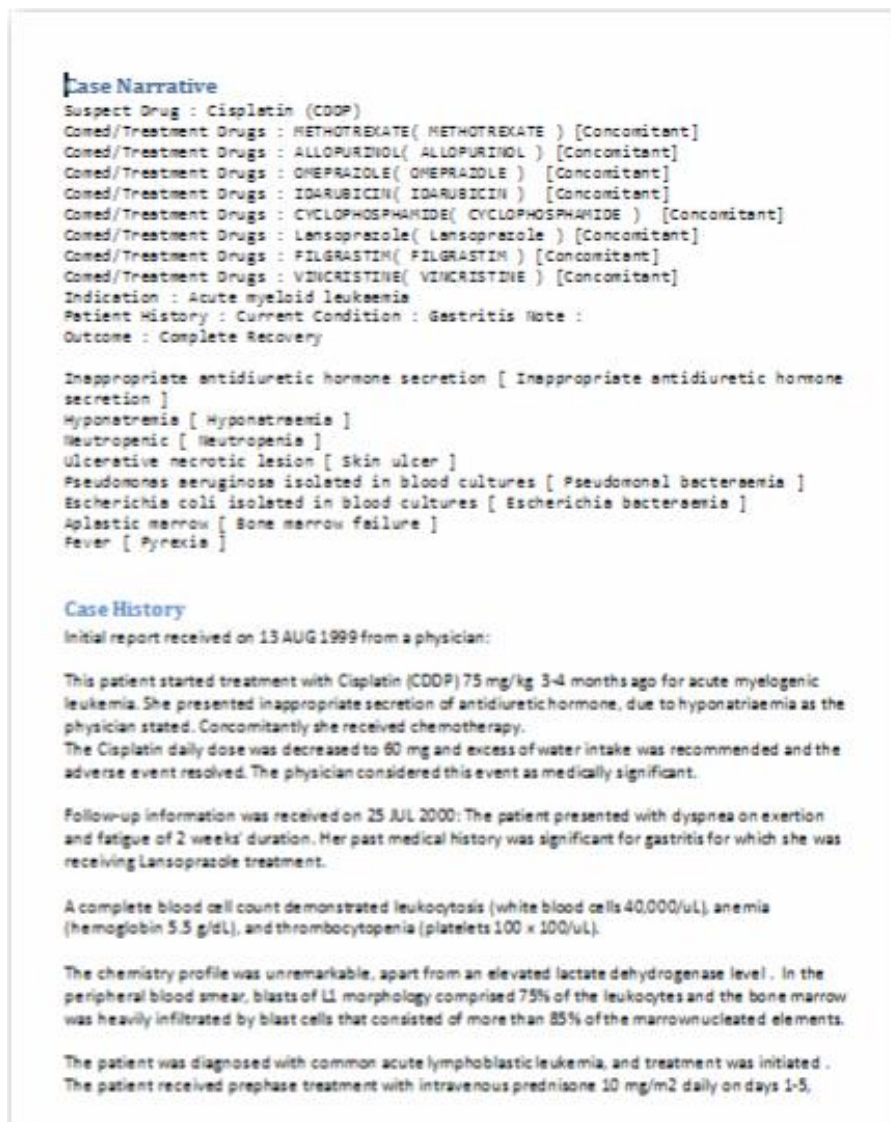 Case Narrative
Suspect Drug : Cisplatin (CDDP)
Comed/Treatment Drugs : METHOTREXATE( METHOTREXATE ) [Concomitant]
Comed/Treatment Drugs : ALLOPURINOL( ALLOPURINOL ) [Concomitant]
Comed/Treatment Drugs : OMEPRAZOLE( OMEPRAZOLE )  [Concomitant]
Comed/Treatment Drugs : IDARUBICIN( IDARUBICIN )  [Concomitant]
Comed/Treatment Drugs : CYCLOPHOSPHAMIDE( CYCLOPHOSPHAMIDE )  [Concomitant]
Comed/Treatment Drugs : Lansoprazole( Lansoprazole ) [Concomitant]
Comed/Treatment Drugs : FILGRASTIM( FILGRASTIM ) [Concomitant]
Comed/Treatment Drugs : VINCRISTINE( VINCRISTINE ) [Concomitant]
Indication : Acute myeloid leukaemia
Patient History : Current Condition : Gastritis Note :
Outcome : Complete Recovery
Inappropriate antidiuretic hormone secretion [ Inappropriate antidiuretic hormone
secretion ]
Hyponatremia [ Hyponatraemia ]
Neutropenic [ Neutropenia ]
Ulcerative necrotic lesion [ Skin ulcer ]
Pseudomonas aeruginosa isolated in blood cultures [ Pseudomonal bacteraemia ]
Escherichia coli isolated in blood cultures [ Escherichia bacteraemia ]
Aplastic marrow [ Bone marrow failure ]
Fever [ Pyrexia ]
Case History
Initial report received on 13 AUG 1999 from a physician:
This patient started treatment with Cisplatin (CDDP) 75 mg/kg 3-4 months ago for acute myelogenic
leukemia. She presented inappropriate secretion of antidiuretic hormone, due to hyponatriaemia as the
physician stated. Concomitantly she received chemotherapy.
The Cisplatin daily dose was decreased to 60 mg and excess of water intake was recommended and the
adverse event resolved. The physician considered this event as medically significant.
Follow-up information was received on 25 JUL 2000: The patient presented with dyspnea on exertion
and fatigue of 2 weeks' duration. Her past medical history was significant for gastritis for which she was
receiving Lansoprazole treatment.
A complete blood cell count demonstrated leukocytosis (white blood cells 40,000/uL), anemia
(hemoglobin 5.5 g/dL), and thrombocytopenia (platelets 100 x 100/uL).
The chemistry profile was unremarkable, apart from an elevated lactate dehydrogenase level .  In the
peripheral blood smear, blasts of L1 morphology comprised 75% of the leukocytes and the bone marrow
was heavily infiltrated by blast cells that consisted of more than 85% of the marrow nucleated elements.
The patient was diagnosed with common acute lymphoblastic leukemia, and treatment was initiated .
The patient received prephase treatment with intravenous prednisone 10 mg/m2 daily on days 1-5,